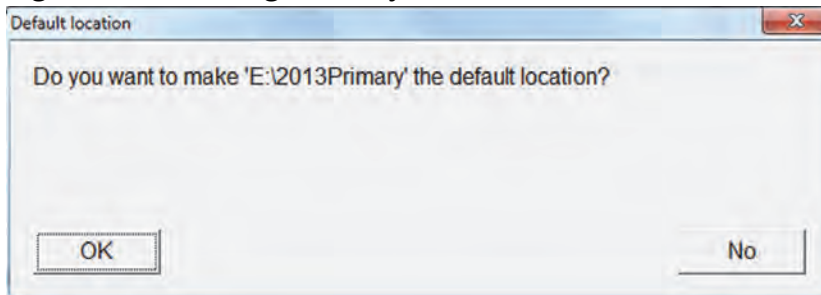 Default location
Do you want to make 'E:\2013Primary' the default location?
OK
No